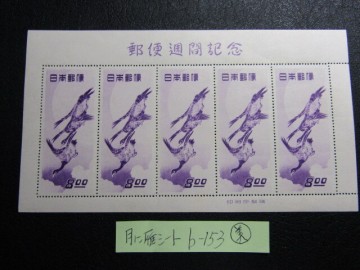 郵便週間記念
日本郵便 日本郵便 日本郵便 日本郵便 日本郵便
8.00 8.00 8.00 8.00 8.00
月に雁シート b-153